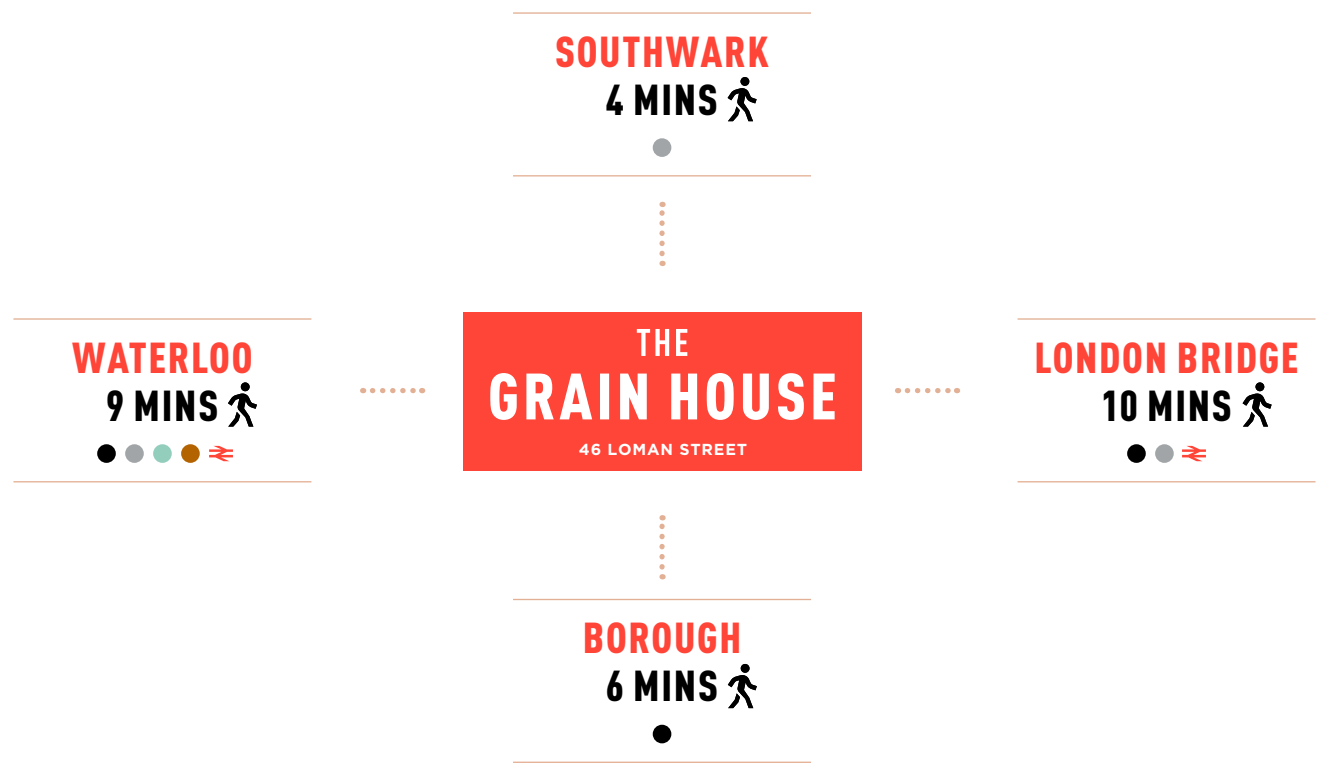 SOUTHWARK
4 MINS
WATERLOO
9 MINS
THE
GRAIN HOUSE
46 LOMAN STREET
LONDON BRIDGE
10 MINS
BOROUGH
6 MINS